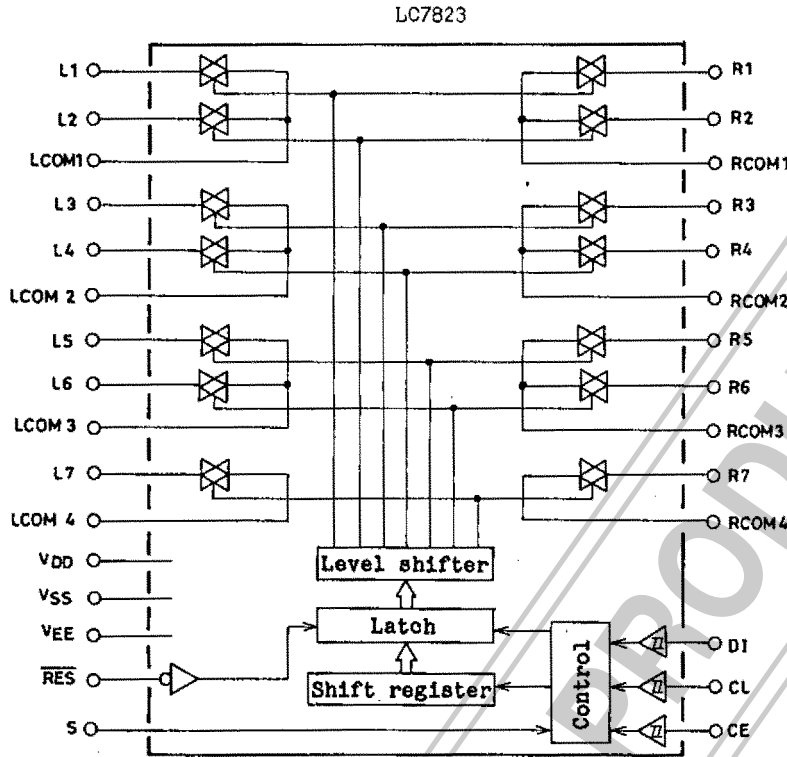 LC7823
L1
R1
L2
R2
LCOM1
RCOM1
L3
R3
L4
R4
LCOM 2
RCOM2
L5
R5
L6
R6
LCOM 3
RCOM3
L7
R7
LCOM 4
RCOM4
VDD
Level shifter
VSS
Latch
VEE
DI
RES
Shift register
Control
CL
S
CE
PRODU